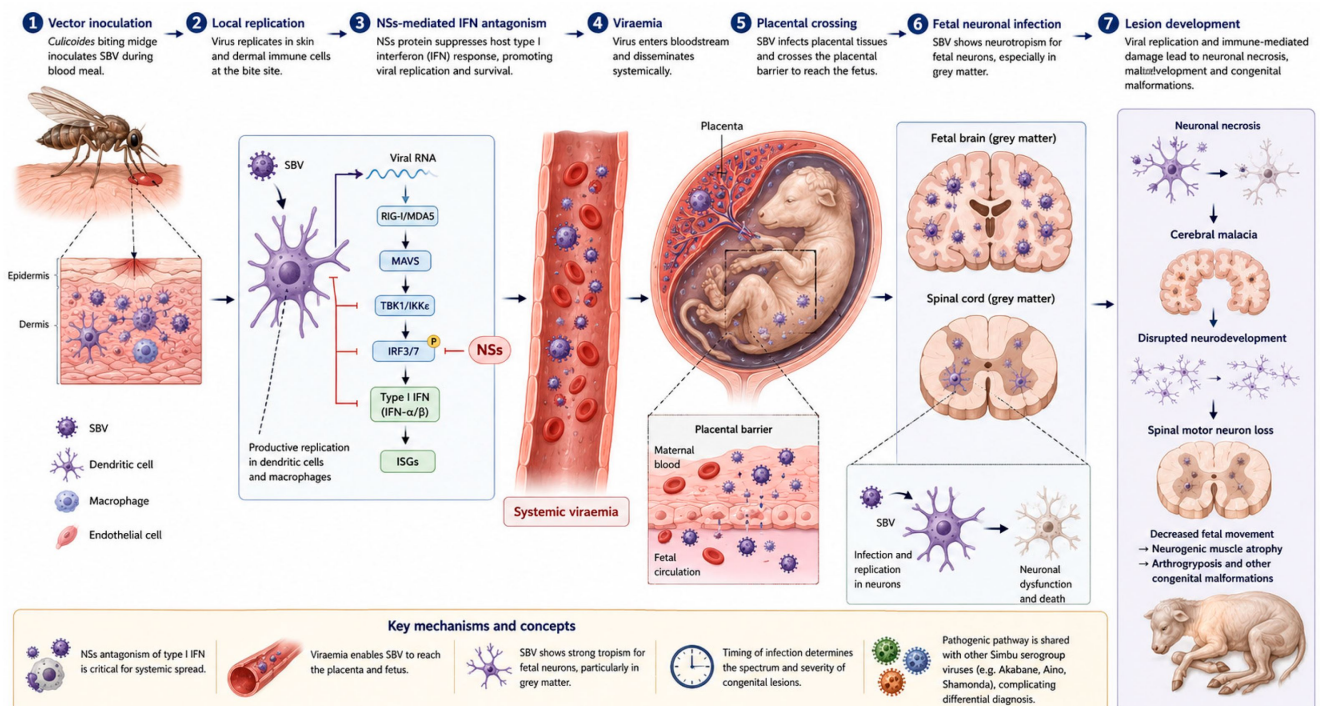 1 Vector inoculation
Culicoides biting midge
inoculates SBV during
blood meal.
2 Local replication
Virus replicates in skin
and dermal immune cells
at the bite site.
3 NSs-mediated IFN antagonism
NSs protein suppresses host type I
interferon (IFN) response, promoting
viral replication and survival.
4 Viraemia
Virus enters bloodstream
and disseminates
systemically.
5 Placental crossing
SBV infects placental tissues
and crosses the placental
barrier to reach the fetus.
6 Fetal neuronal infection
SBV shows neurotropism for
fetal neurons, especially in
grey matter.
7 Lesion development
Viral replication and immune-mediated
damage lead to neuronal necrosis,
and congenital
malformations.
Epidermis
Dermis
SBV
Dendritic cell
Macrophage
Endothelial cell
SBV
Viral RNA
RIG-I/MDA5
MAVS
TBK1/IKKε
IRF3/7
P
NSs
Type I IFN
(IFN-α/β)
ISGs
Productive replication
in dendritic cells
and macrophages
Systemic viraemia
Placenta
Placental barrier
Maternal
blood
Fetal
circulation
Fetal brain (grey matter)
Spinal cord (grey matter)
SBV
Infection and
replication
in neurons
Neuronal
dysfunction
and death
Neuronal necrosis
Cerebral malacia
Disrupted neurodevelopment
Spinal motor neuron loss
Decreased fetal movement
→ Neurogenic muscle atrophy
→ Arthrogryposis and other
congenital malformations
Key mechanisms and concepts
NSs antagonism of type I IFN
is critical for systemic spread.
Viraemia enables SBV to reach
the placenta and fetus.
SBV shows strong tropism for
fetal neurons, particularly in
grey matter.
Timing of infection determines
the spectrum and severity of
congenital lesions.
Pathogenic pathway is shared
with other Simbu serogroup
viruses (e.g. Akabane, Aino,
Shamonda), complicating
differential diagnosis.